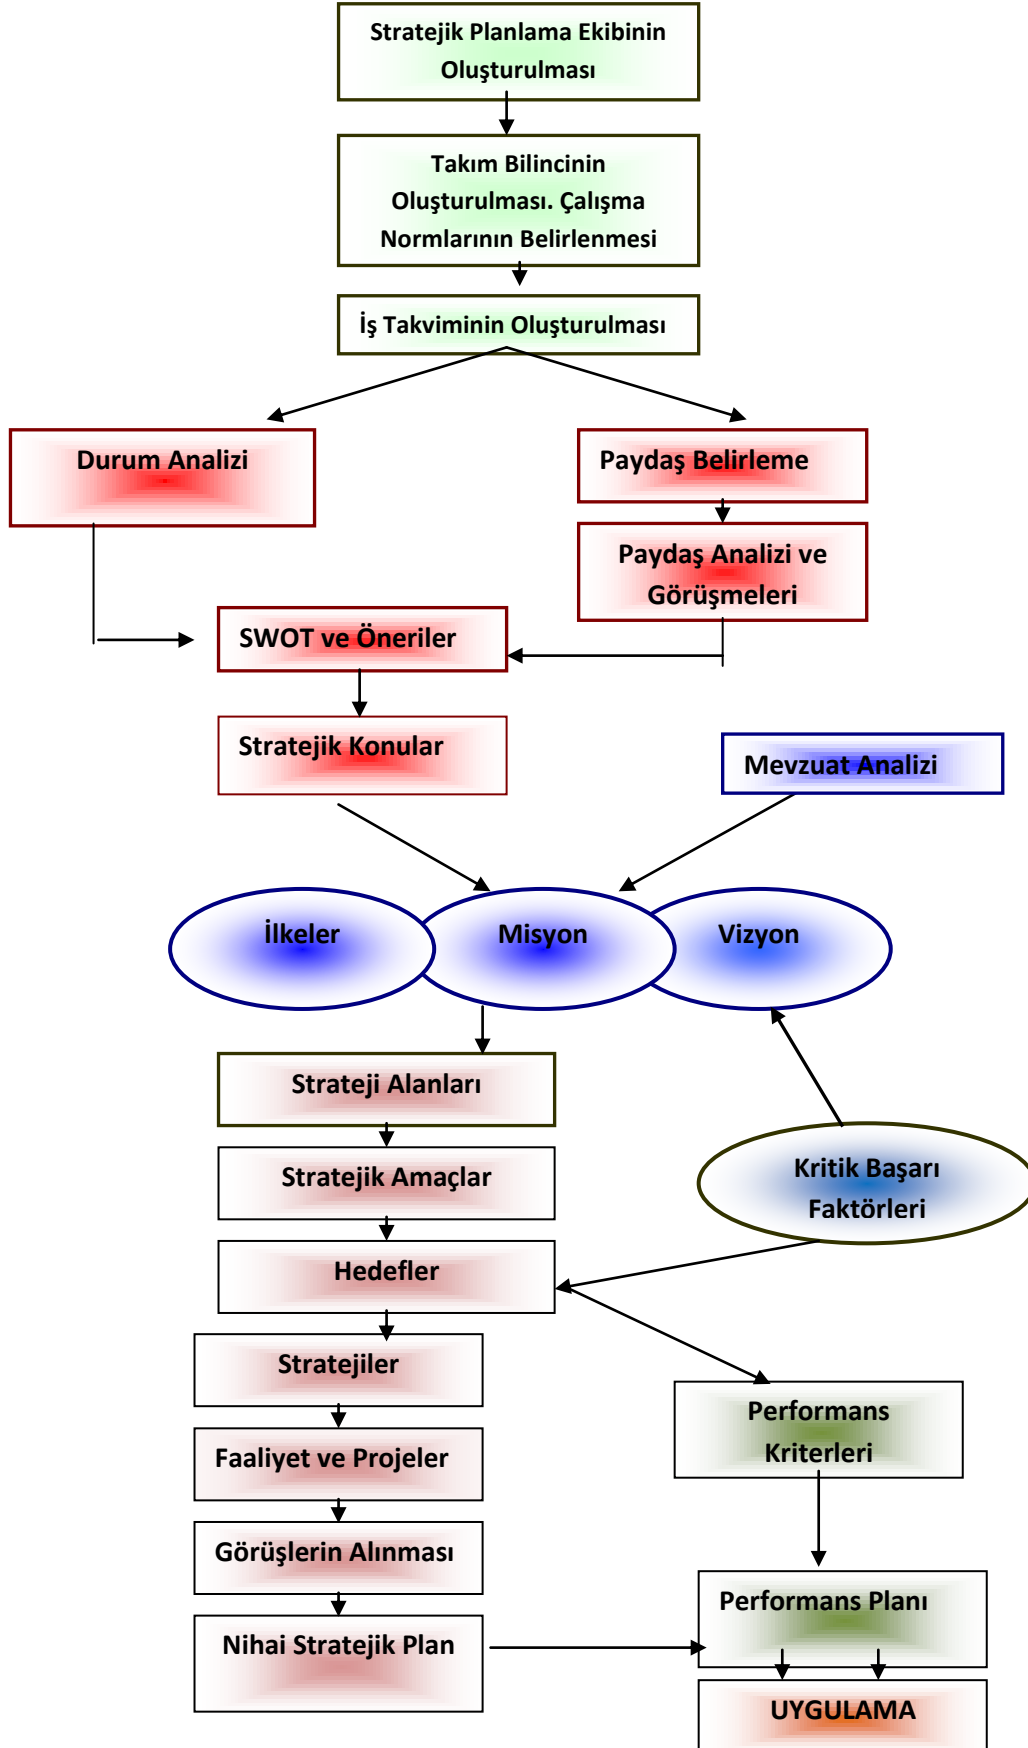 Stratejik Planlama Ekibinin
Oluşturulması
Takım Bilincinin
Oluşturulması. Çalışma
Normlarının Belirlenmesi
İş Takviminin Oluşturulması
Durum Analizi
Paydaş Belirleme
Paydaş Analizi ve
Görüşmeleri
SWOT ve Öneriler
Stratejik Konular
Mevzuat Analizi
İlkeler
Misyon
Vizyon
Strateji Alanları
Stratejik Amaçlar
Kritik Başarı
Faktörleri
Hedefler
Stratejiler
Performans
Kriterleri
Faaliyet ve Projeler
Görüşlerin Alınması
Performans Planı
Nihai Stratejik Plan
UYGULAMA